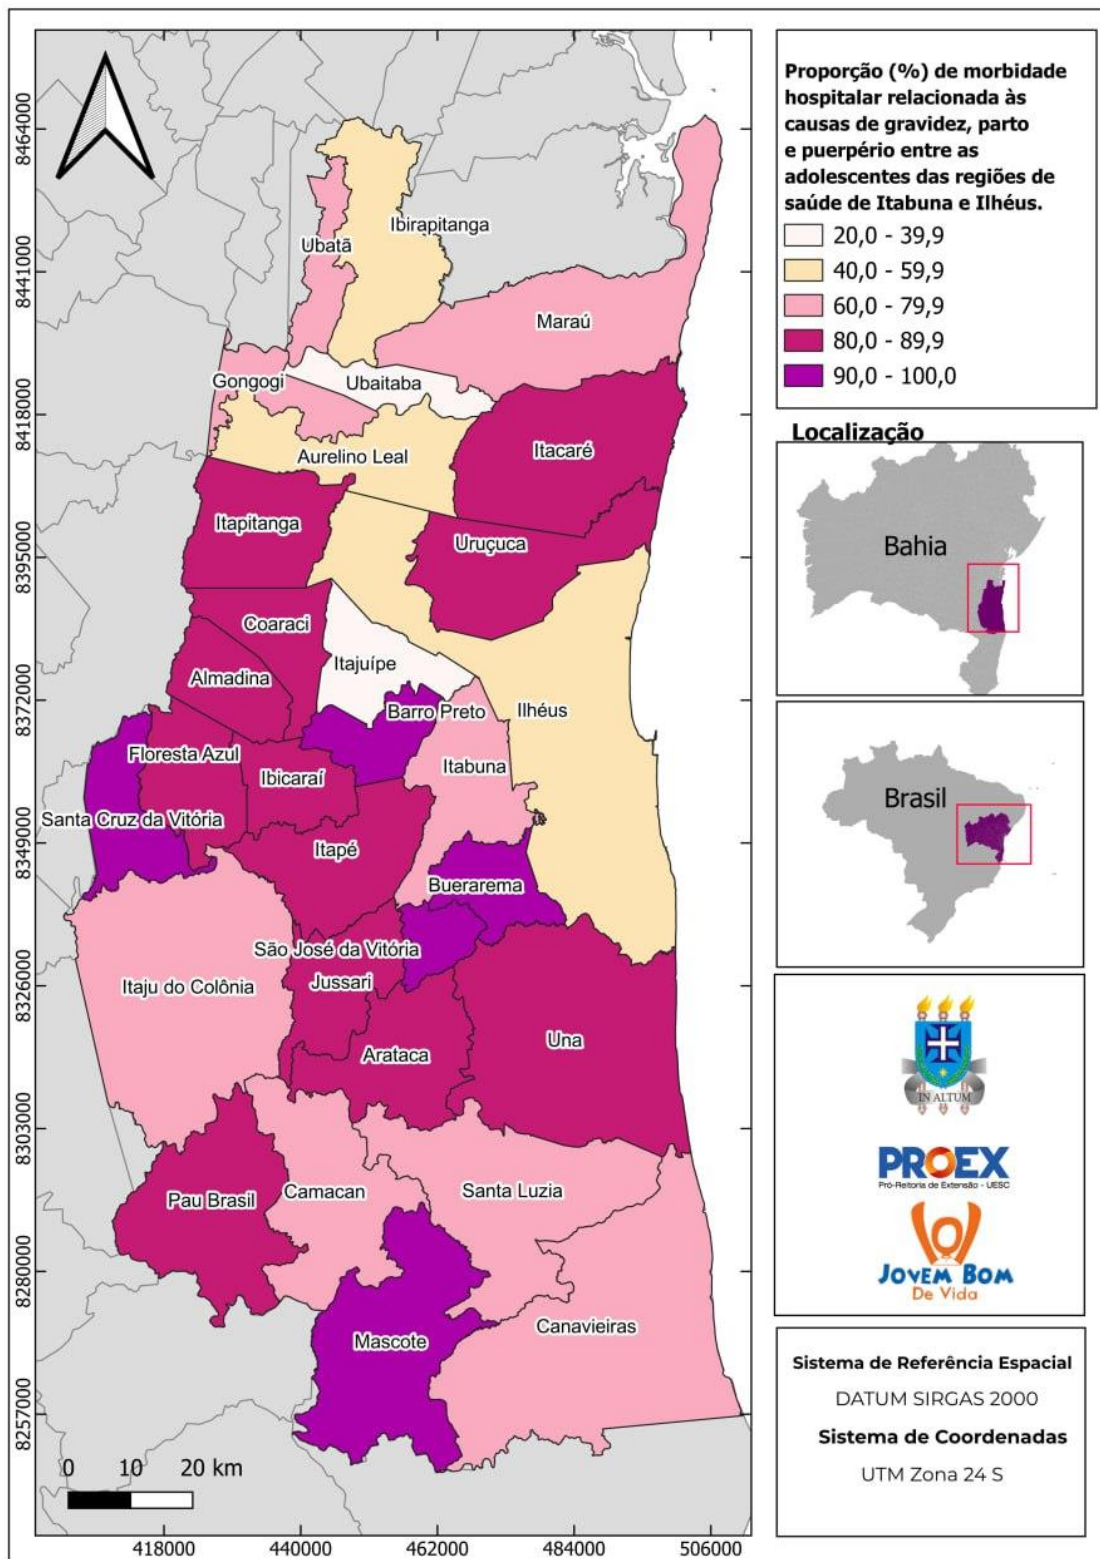 Proporção (%) de morbidade
hospitalar relacionada às
causas de gravidez, parto
e puerpério entre as
adolescentes das regiões de
saúde de Itabuna e Ilhéus.
20,0 - 39,9
40,0 - 59,9
60,0 - 79,9
80,0 - 89,9
90,0 - 100,0
8464000
8441000
8418000
8395000
8372000
8349000
8326000
8303000
8280000
8257000
Ibirapitanga
Ubatã
Maraú
Gongogi
Ubaitaba
Aurelino Leal
Itacaré
Itapitanga
Uruçuca
Coaraci
Itajuípe
Almadina
Barro Preto
Ilhéus
Floresta Azul
Ibicaraí
Itabuna
Santa Cruz da Vitória
Itapé
Buerarema
São José da Vitória
Itaju do Colônia
Jussari
Una
Arataca
Pau Brasil
Camacan
Santa Luzia
Mascote
Canavieiras
0 10 20 km
418000 440000 462000 484000 506000
Localização
Bahia
Brasil
IN ALTUM
PROEX
Pró-Reitoria de Extensão - UESC
JOVEM BOM
De Vida
Sistema de Referência Espacial
DATUM SIRGAS 2000
Sistema de Coordenadas
UTM Zona 24 S